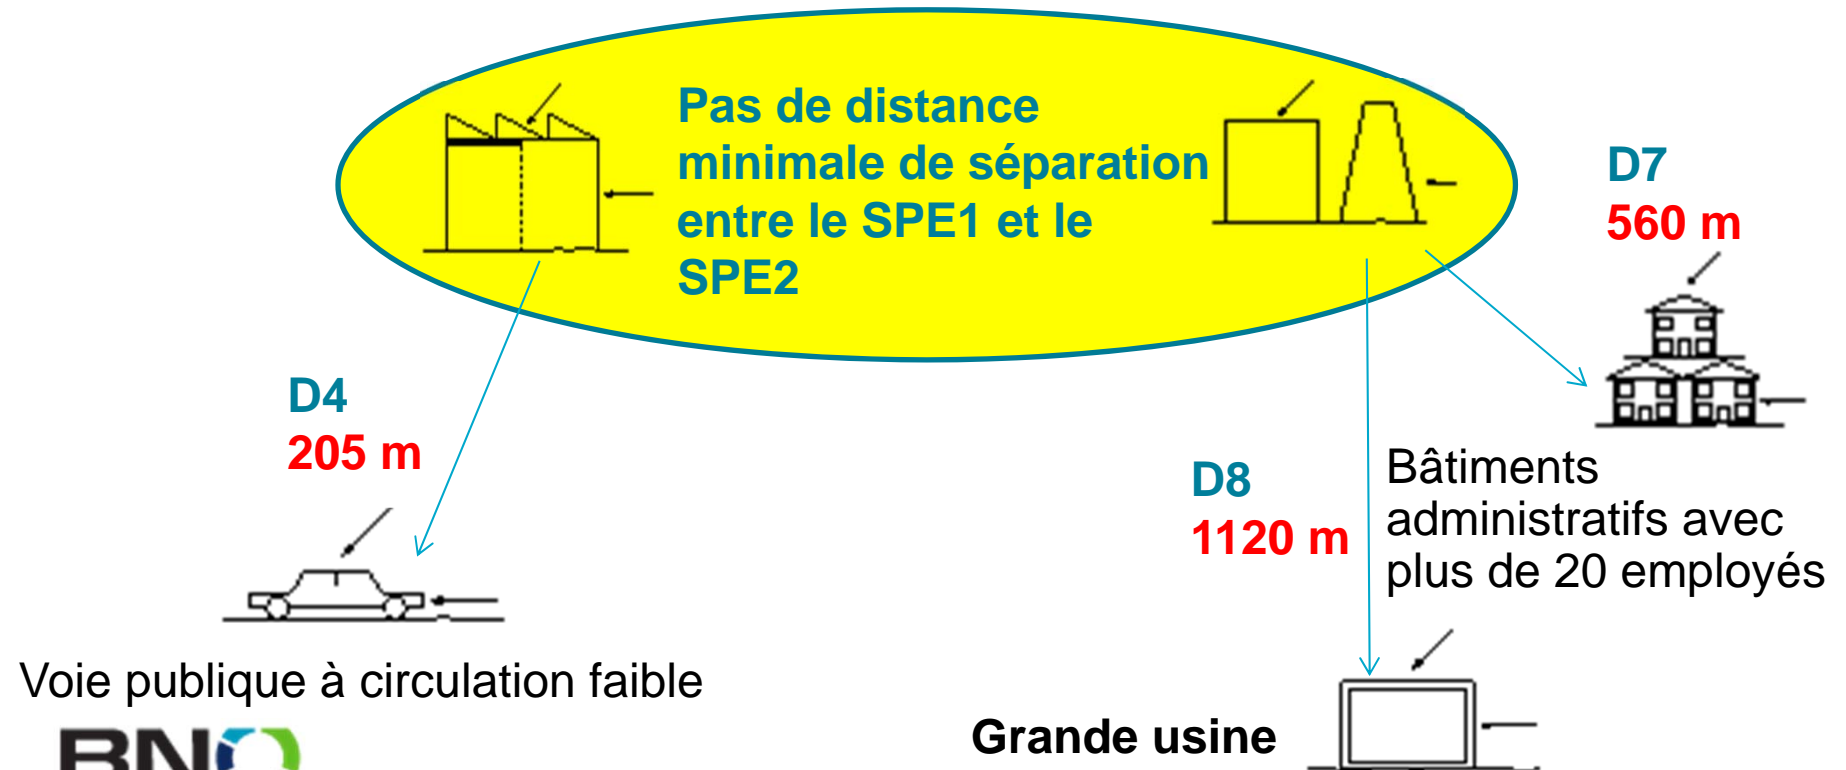 Pas de distance
minimale de séparation
entre le SPE1 et le
SPE2
D7
560 m
D4
205 m
D8
1120 m
Bâtiments
administratifs avec
plus de 20 employés
Voie publique à circulation faible
Grande usine
BNQ